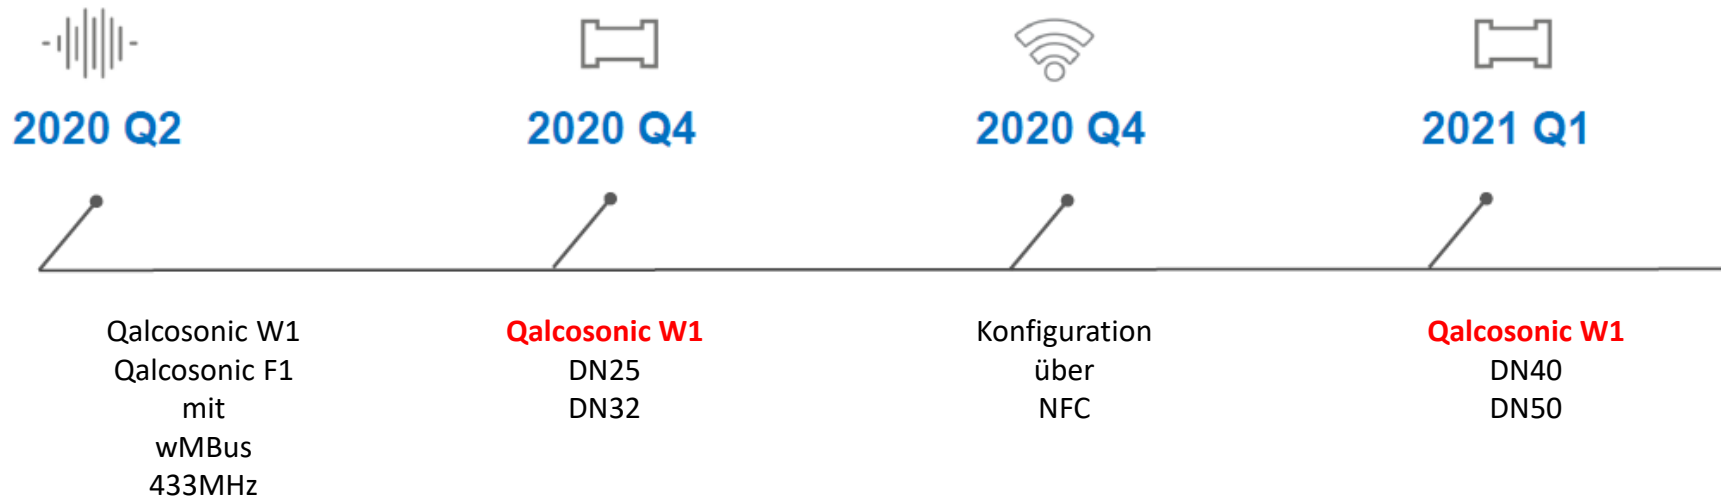 2020 Q2
2020 Q4
2020 Q4
2021 Q1
Qalcosonic W1
Qalcosonic F1
mit
wMBus
433MHz
Qalcosonic W1
DN25
DN32
Konfiguration
über
NFC
Qalcosonic W1
DN40
DN50